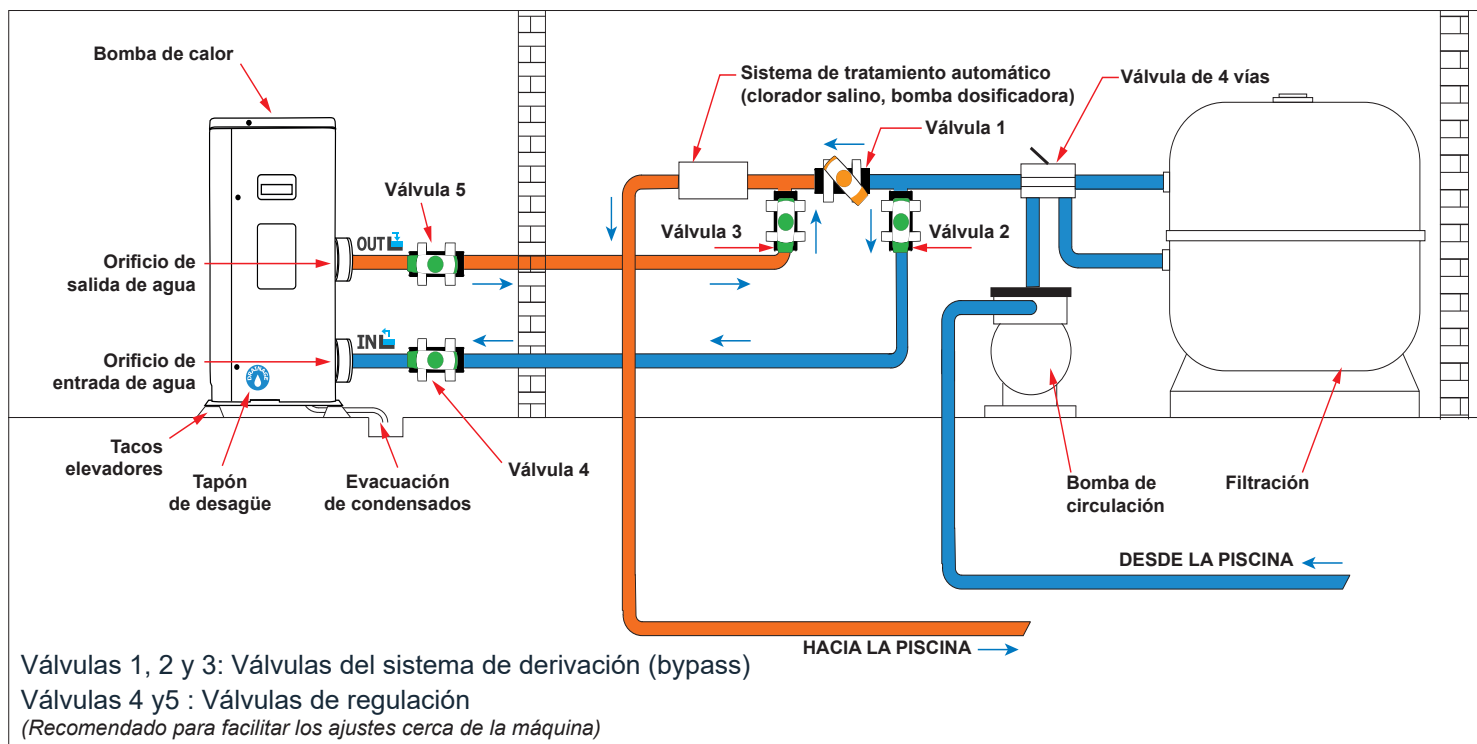 Bomba de calor
Sistema de tratamiento automático
(clorador salino, bomba dosificadora)
Válvula de 4 vías
Válvula 1
Válvula 5
Válvula 3
Válvula 2
OUT
Orificio de
salida de agua
IN
Orificio de
entrada de agua
Tacos
elevadores
Tapón
de desagüe
Evacuación
de condensados
Válvula 4
Bomba de
circulación
Filtración
DESDE LA PISCINA
HACIA LA PISCINA
Válvulas 1, 2 y 3: Válvulas del sistema de derivación (bypass)
Válvulas 4 y5 : Válvulas de regulación
(Recomendado para facilitar los ajustes cerca de la máquina)